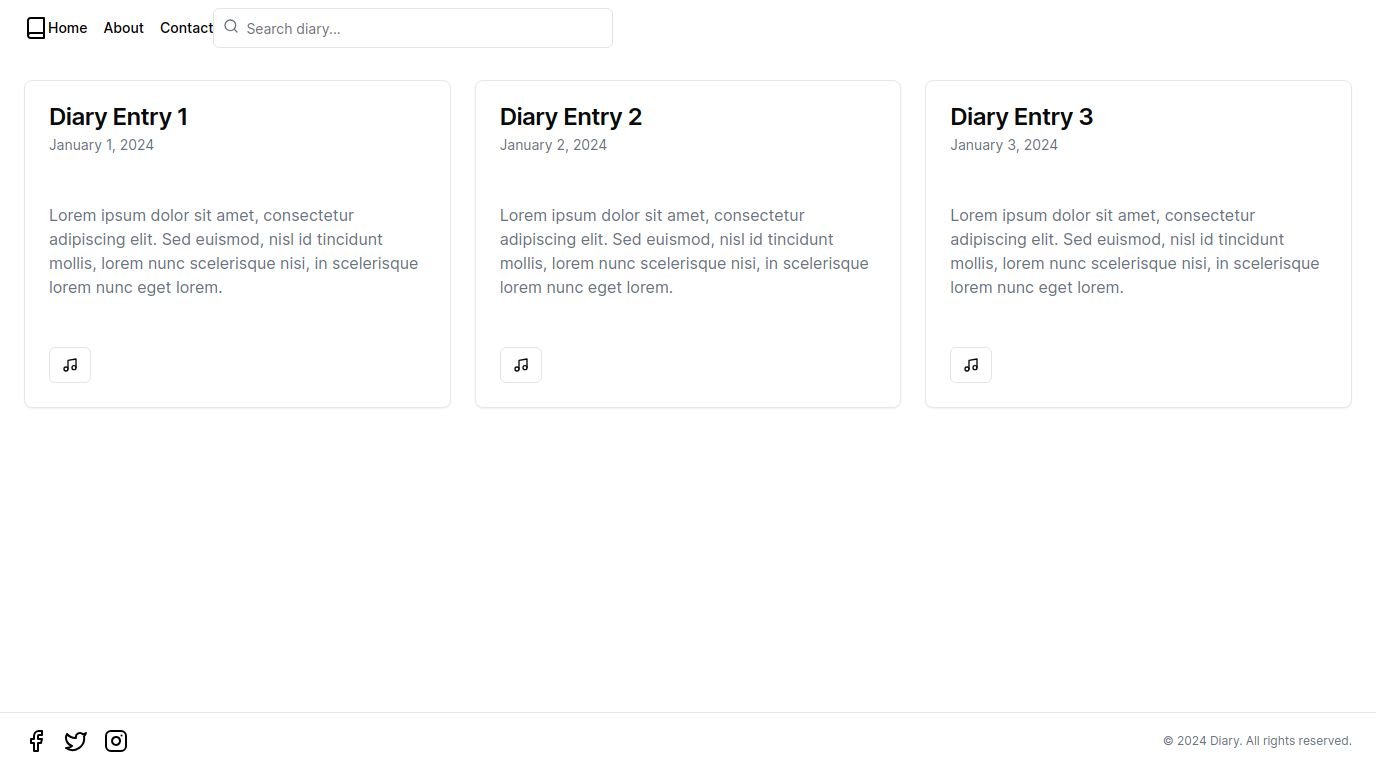 Home About Contact Search diary...
Diary Entry 1
January 1, 2024
Lorem ipsum dolor sit amet, consectetur
adipiscing elit. Sed euismod, nisl id tincidunt
mollis, lorem nunc scelerisque nisi, in scelerisque
lorem nunc eget lorem.
Diary Entry 2
January 2, 2024
Lorem ipsum dolor sit amet, consectetur
adipiscing elit. Sed euismod, nisl id tincidunt
mollis, lorem nunc scelerisque nisi, in scelerisque
lorem nunc eget lorem.
Diary Entry 3
January 3, 2024
Lorem ipsum dolor sit amet, consectetur
adipiscing elit. Sed euismod, nisl id tincidunt
mollis, lorem nunc scelerisque nisi, in scelerisque
lorem nunc eget lorem.
© 2024 Diary. All rights reserved.